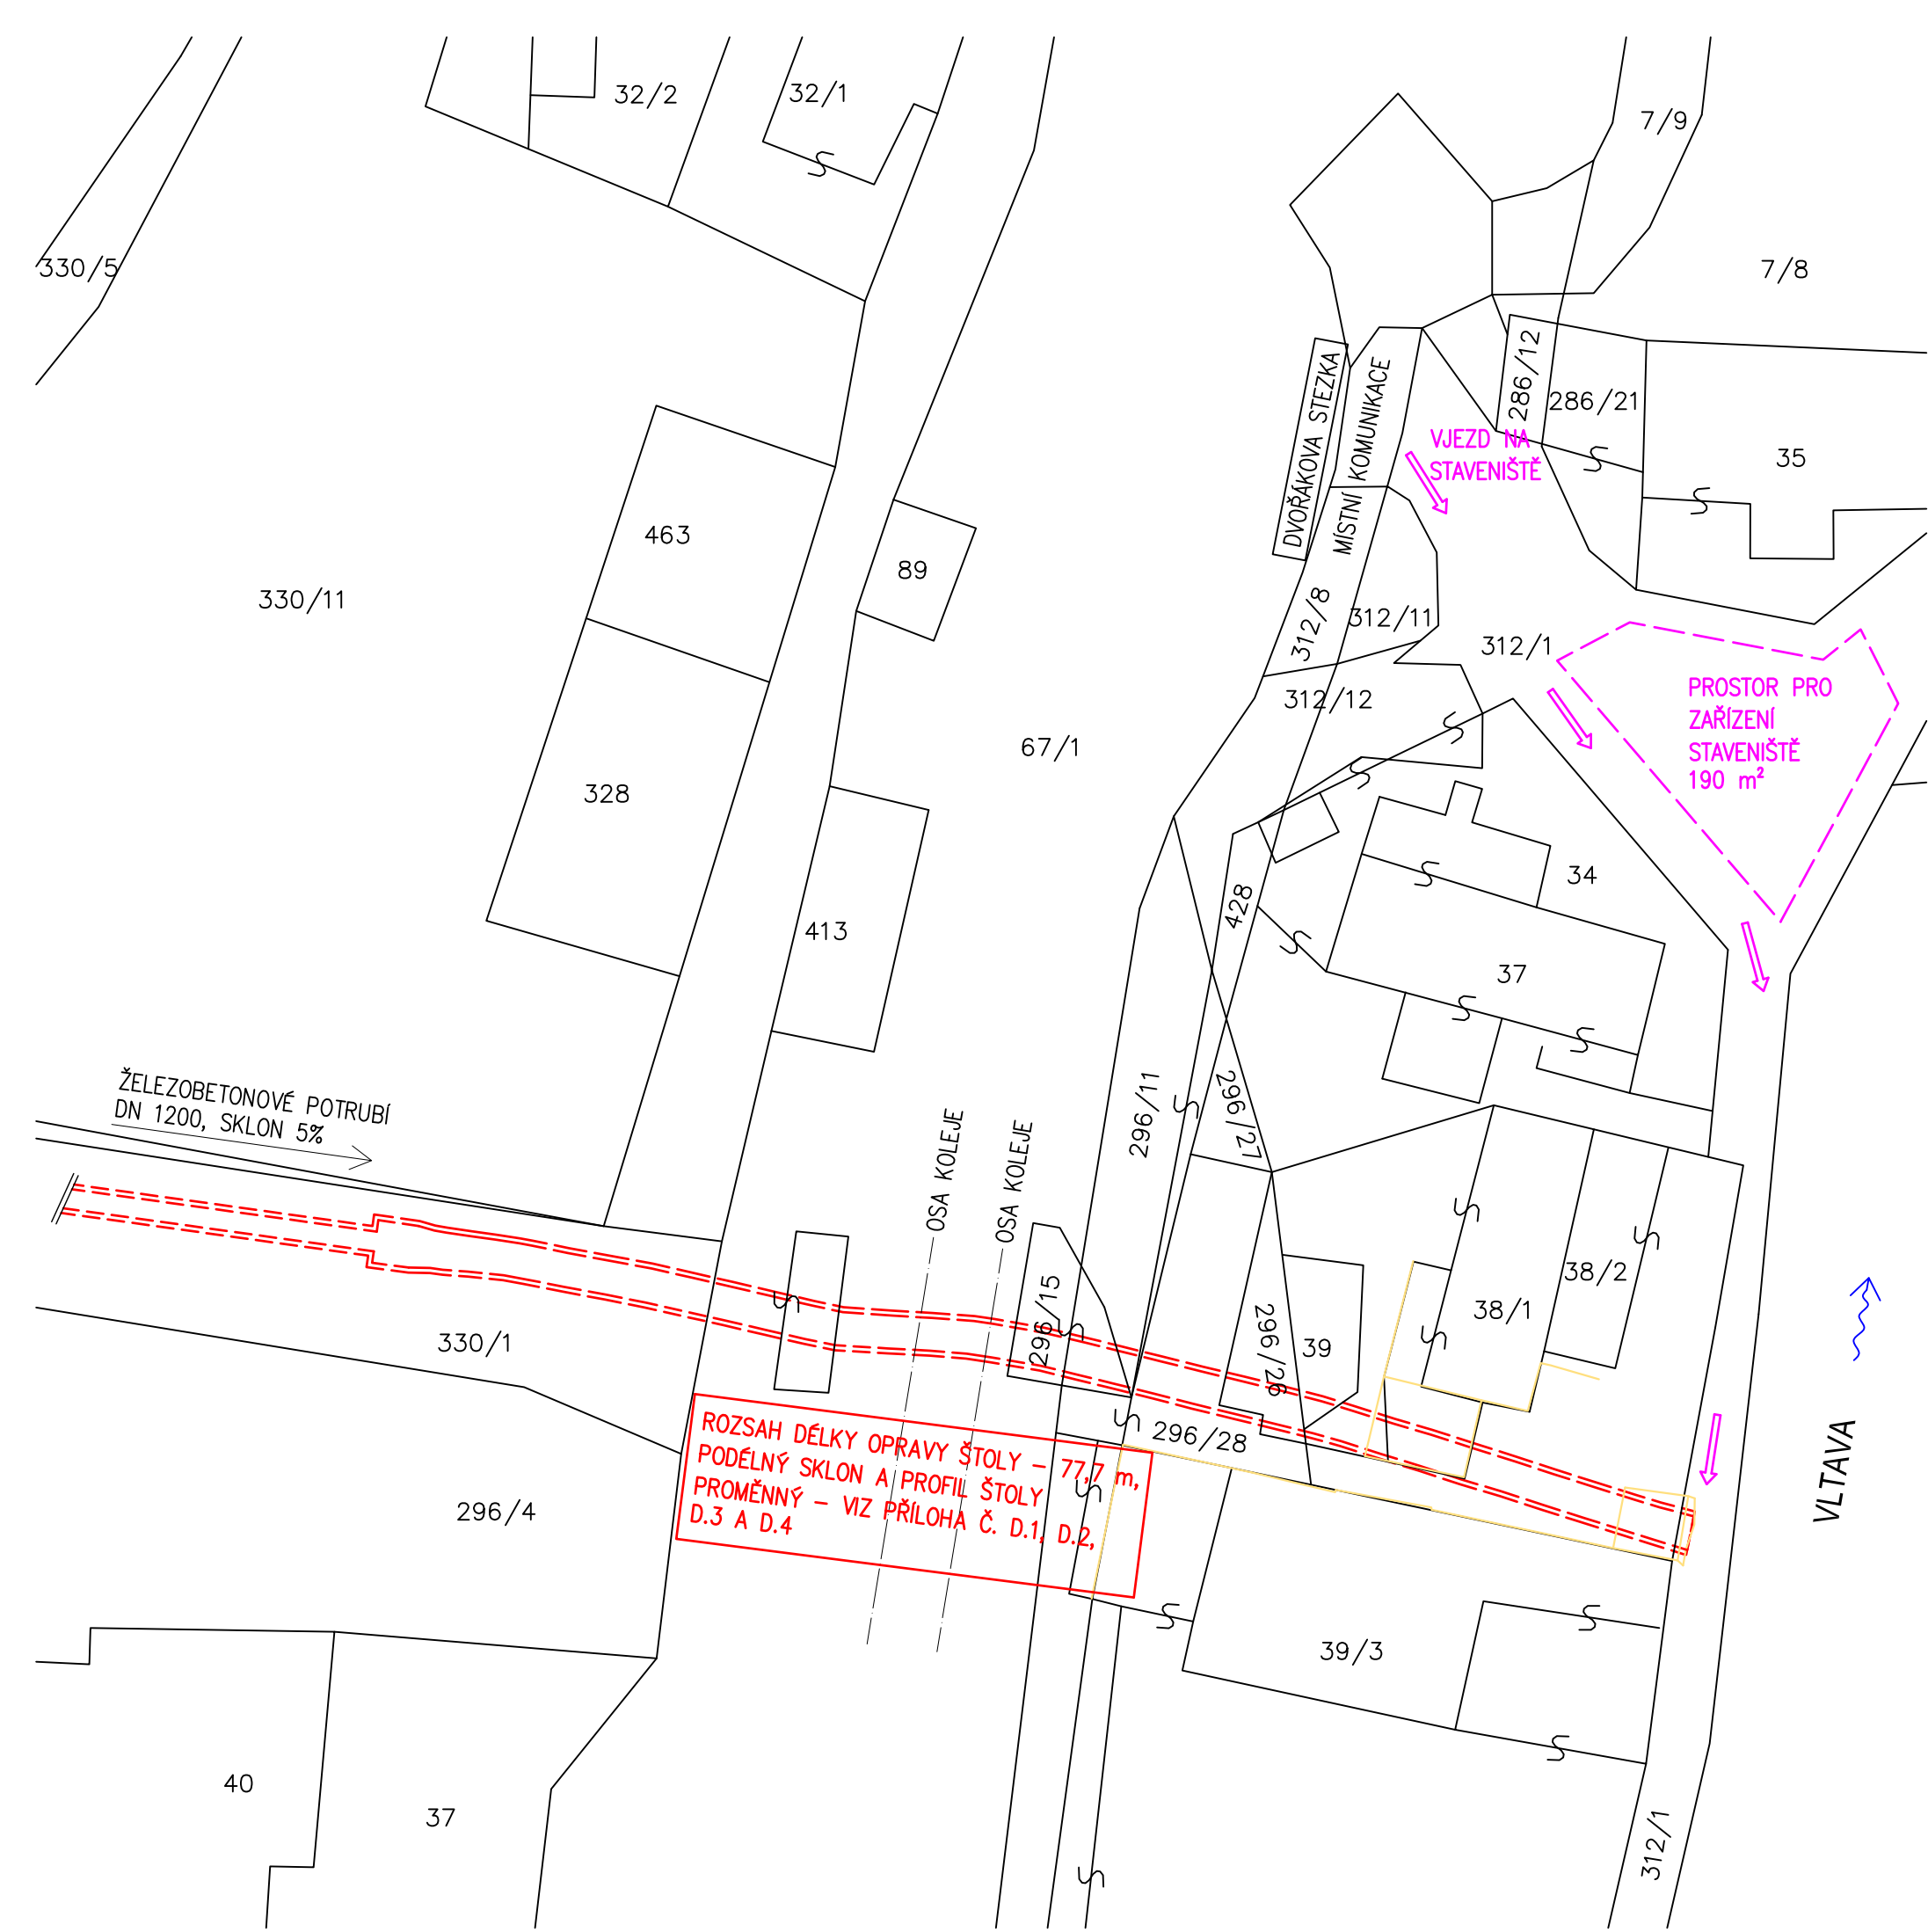 32/2
32/1
7/9
330/5
7/8
286/12
286/21
DVOŘÁKOVA STEZKA
MÍSTNÍ KOMUNIKACE
VJEZD NA
STAVENIŠTĚ
35
463
89
330/11
312/8
312/11
312/1
312/12
PROSTOR PRO
ZAŘÍZENÍ
STAVENIŠTĚ
190 m²
67/1
328
413
428
34
37
ŽELEZOBETONOVÉ POTRUBÍ
DN 1200, SKLON 5%
OSA KOLEJE
OSA KOLEJE
296/11
296/27
296/15
296/26
39
38/1
38/2
330/1
296/28
ROZSAH DÉLKY OPRAVY ŠTOLY – 77,7 m,
PODÉLNÝ SKLON A PROFIL ŠTOLY
PROMĚNNÝ – VIZ PŘÍLOHA Č. D.1, D.2,
D.3 A D.4
VLTAVA
296/4
39/3
40
37
312/1